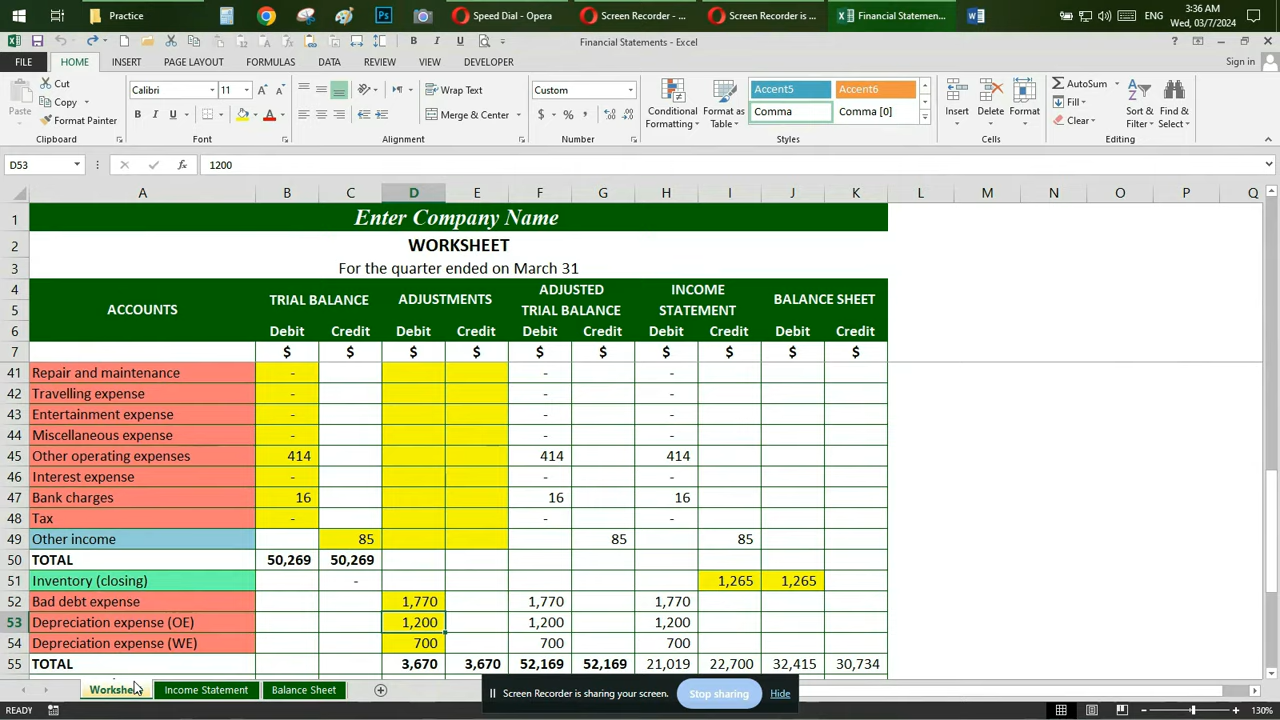 Practice
Speed Dial - Opera
Screen Recorder - ...
Screen Recorder is ...
Financial Statemen...
ENG
3:36 AM
Wed, 03/7/2024
Financial Statements - Excel
FILE HOME INSERT PAGE LAYOUT FORMULAS DATA REVIEW VIEW DEVELOPER Sign in
Paste Cut Copy Format Painter
Clipboard
Calibri 11
B I U
Font
Wrap Text
Merge & Center
Alignment
Custom
$ % ,
Number
Conditional Formatting
Format as Table
Accent5 Accent6
Comma Comma [0]
Styles
Insert Delete Format
Cells
AutoSum
Fill
Clear
Sort & Filter
Find & Select
Editing
D53 fx 1200
A B C D E F G H I J K L M N O P Q
1 Enter Company Name
2 WORKSHEET
3 For the quarter ended on March 31
4 ACCOUNTS TRIAL BALANCE ADJUSTMENTS ADJUSTED INCOME BALANCE SHEET
5 TRIAL BALANCE STATEMENT
6 Debit Credit Debit Credit Debit Credit Debit Credit Debit Credit
7 $ $ $ $ $ $ $ $ $ $
41 Repair and maintenance - - -
42 Travelling expense - - -
43 Entertainment expense - - -
44 Miscellaneous expense - - -
45 Other operating expenses 414 414 414
46 Interest expense - - -
47 Bank charges 16 16 16
48 Tax - - -
49 Other income 85 85 85
50 TOTAL 50,269 50,269
51 Inventory (closing) - 1,265 1,265
52 Bad debt expense 1,770 1,770 1,770
53 Depreciation expense (OE) 1,200 1,200 1,200
54 Depreciation expense (WE) 700 700 700
55 TOTAL 3,670 3,670 52,169 52,169 21,019 22,700 32,415 30,734
Worksheet Income Statement Balance Sheet
Screen Recorder is sharing your screen. Stop sharing Hide
READY 130%